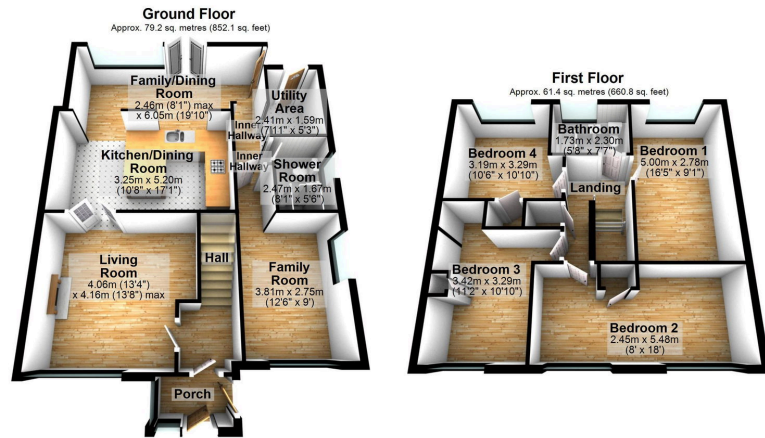 Ground Floor
Approx. 79.2 sq. metres (852.1 sq. feet)
Family/Dining
Room
2.46m (8'1") max
x 6.05m (19'10")
Utility
Area
2.41m x 1.59m
(7'11" x 5'3")
Inner
Hallway
Inner
Hallway
Kitchen/Dining
Room
3.25m x 5.20m
(10'8" x 17'1")
Shower
Room
2.47m x 1.67m
(8'1" x 5'6")
Living
Room
4.06m (13'4")
x 4.16m (13'8") max
Hall
Family
Room
3.81m x 2.75m
(12'6" x 9')
Porch
First Floor
Approx. 61.4 sq. metres (660.8 sq. feet)
Bathroom
1.73m x 2.30m
(5'8" x 7'7")
Bedroom 4
3.19m x 3.29m
(10'6" x 10'10")
Bedroom 1
5.00m x 2.78m
(16'5" x 9'1")
Landing
Bedroom 3
3.42m x 3.29m
(11'2" x 10'10")
Bedroom 2
2.45m x 5.48m
(8' x 18')